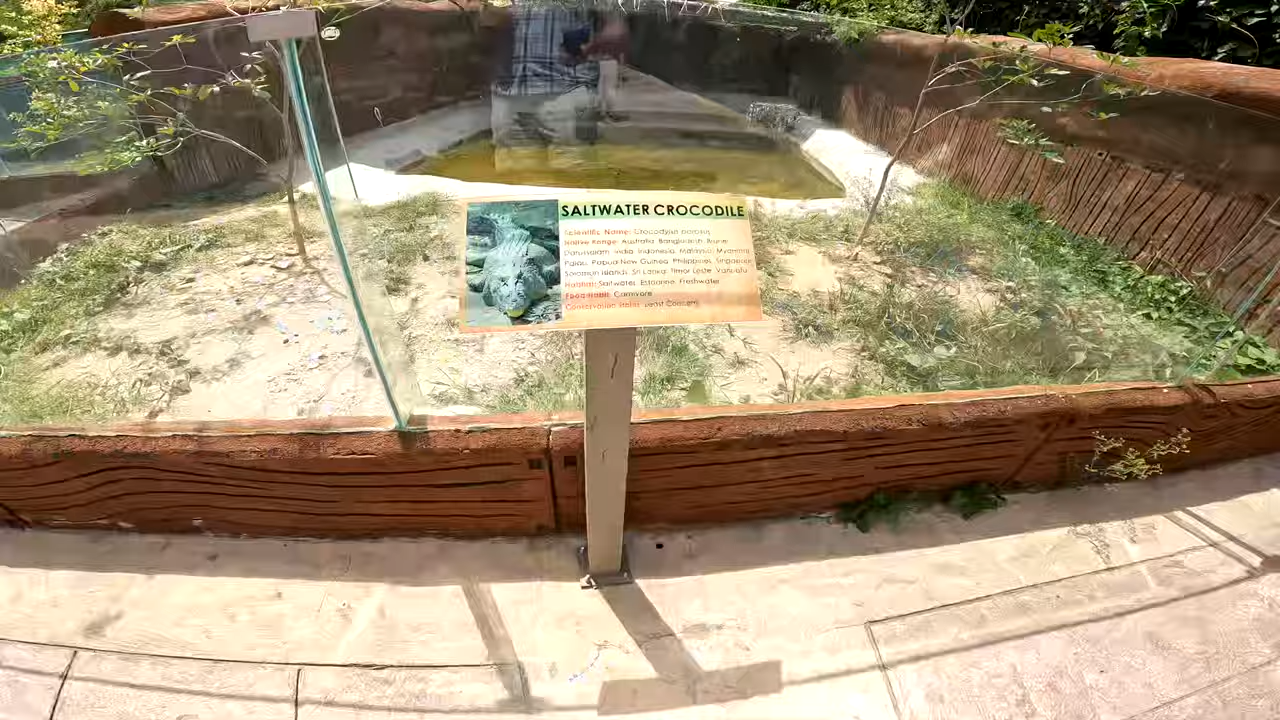 SALTWATER CROCODILE
Scientific Name: Crocodylus porosus
Native Range: Australia, Bangladesh, Brunei
Darussalam, India, Indonesia, Malaysia, Myanmar,
Palau, Papua New Guinea, Philippines, Singapore,
Solomon Islands, Sri Lanka, Timor-Leste, Vanuatu
Habitat: Saltwater, Estuarine, Freshwater
Food Habit: Carnivore
Conservation Status: Least Concern